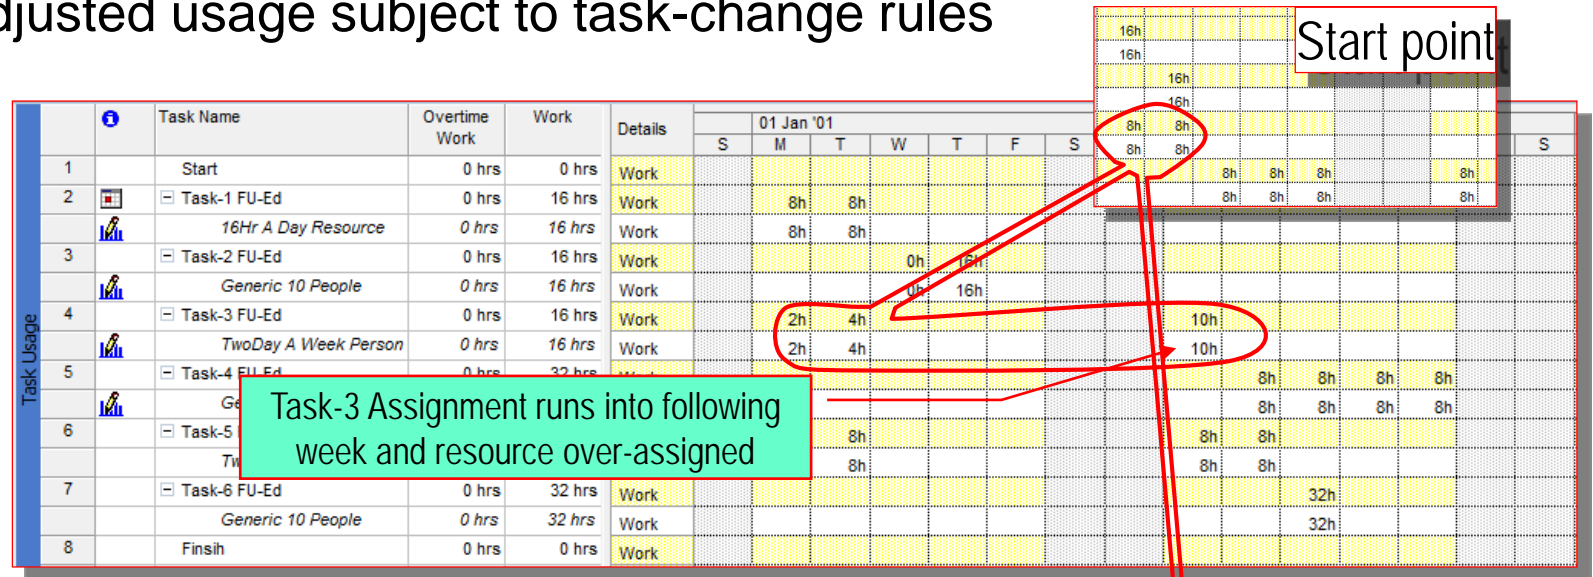 djusted usage subject to task-change rules
Start point
16h
16h
16h
16h
8h 8h
8h 8h
8h 8h 8h 8h
8h 8h 8h 8h
Task Name Overtime Work Work Details 01 Jan '01
S M T W T F S S
1 Start 0 hrs 0 hrs Work
2 Task-1 FU-Ed 0 hrs 16 hrs Work 8h 8h
16Hr A Day Resource 0 hrs 16 hrs Work 8h 8h
3 Task-2 FU-Ed 0 hrs 16 hrs Work 0h 16h
Generic 10 People 0 hrs 16 hrs Work 0h 16h
4 Task-3 FU-Ed 0 hrs 16 hrs Work 2h 4h 10h
TwoDay A Week Person 0 hrs 16 hrs Work 2h 4h 10h
5 Task-4 FU-Ed 0 hrs 32 hrs 8h 8h 8h 8h
Ge 8h 8h 8h 8h
6 Task-5 8h 8h 8h
Tw 8h 8h 8h
7 Task-6 FU-Ed 0 hrs 32 hrs Work 32h
Generic 10 People 0 hrs 32 hrs Work 32h
8 Finsih 0 hrs 0 hrs Work
Task Usage
Task-3 Assignment runs into following
week and resource over-assigned